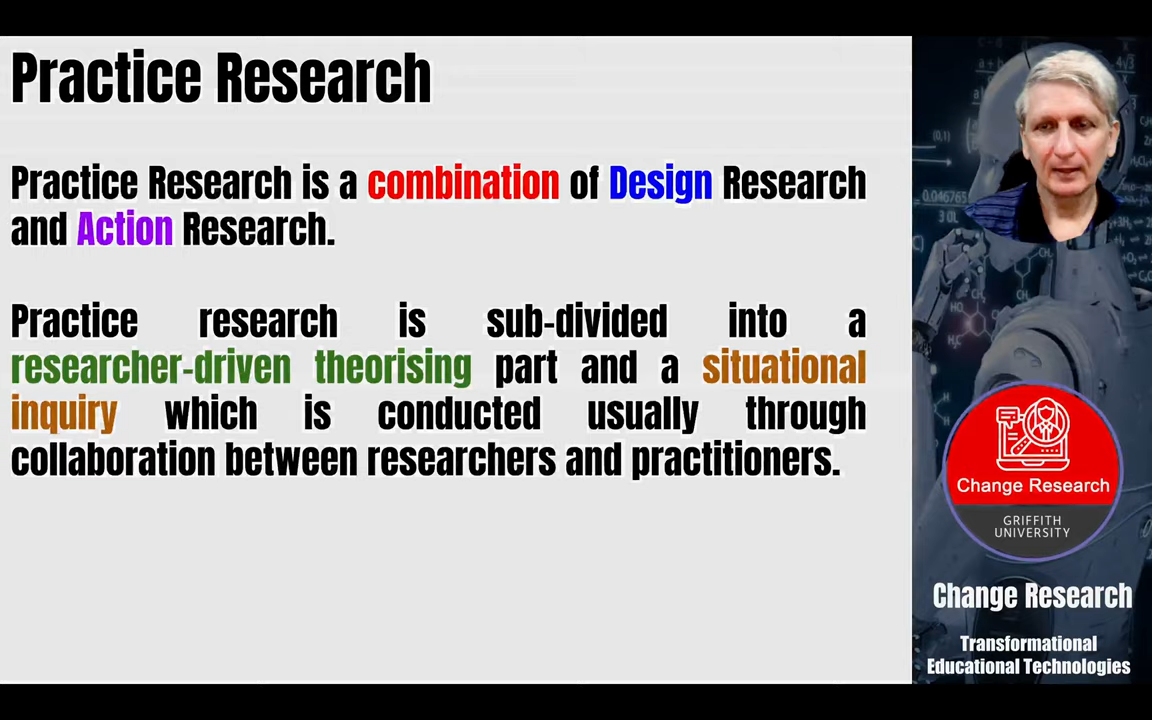 Practice Research
Practice Research is a combination of Design Research
and Action Research.
Practice research is sub-divided into a
researcher-driven theorising part and a situational
inquiry which is conducted usually through
collaboration between researchers and practitioners.
Change Research
GRIFFITH
UNIVERSITY
Change Research
Transformational
Educational Technologies